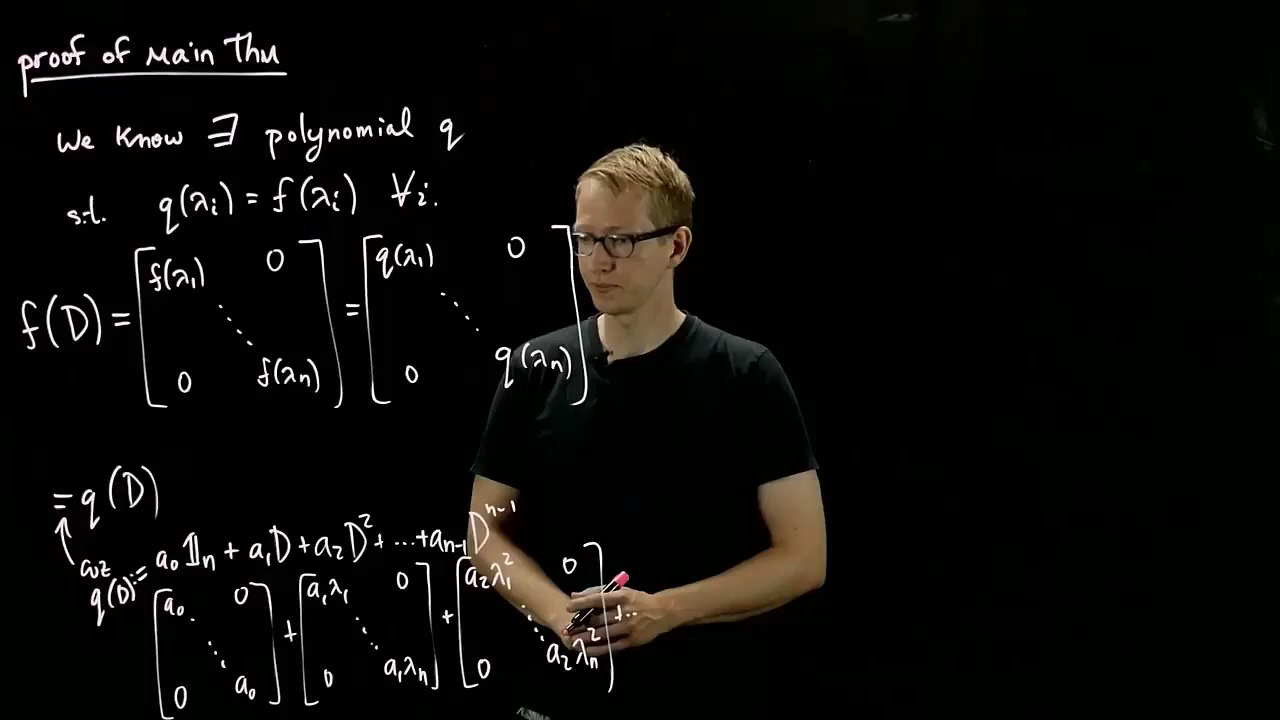 proof of Main Thm
We know ∃ polynomial q
s.t. q(λᵢ) = f(λᵢ) ∀i.
f(D) = [ f(λ₁) 0 ⋱ 0 f(λn) ] = [ q(λ₁) 0 ⋱ 0 q(λn) ]
= q(D)
q(D) := a₀ 𝟙n + a₁D + a₂D² + ... + aₙ₋₁Dⁿ⁻¹
[ a₀ 0 ⋱ 0 a₀ ] + [ a₁λ₁ 0 ⋱ 0 a₁λn ] + [ a₂λ₁² 0 ⋱ 0 a₂λn² ] + ..